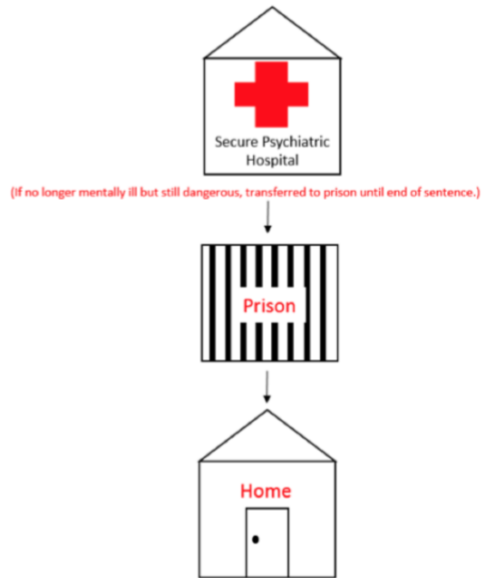 Secure Psychiatric
Hospital
(If no longer mentally ill but still dangerous, transferred to prison until end of sentence.)
Prison
Home